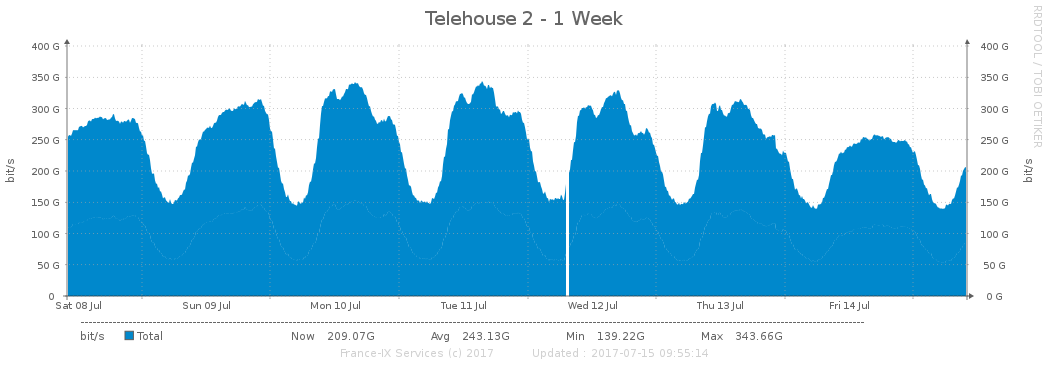 Telehouse 2 - 1 Week
RRDTOOL / TOBI OETIKER
bit/s
400 G
350 G
300 G
250 G
200 G
150 G
100 G
50 G
0
400 G
350 G
300 G
250 G
200 G
150 G
100 G
50 G
0 G
bit/s
Sat 08 Jul Sun 09 Jul Mon 10 Jul Tue 11 Jul Wed 12 Jul Thu 13 Jul Fri 14 Jul
bit/s Total Now 209.07G Avg 243.13G Min 139.22G Max 343.66G
France-IX Services (c) 2017 Updated : 2017-07-15 09:55:14